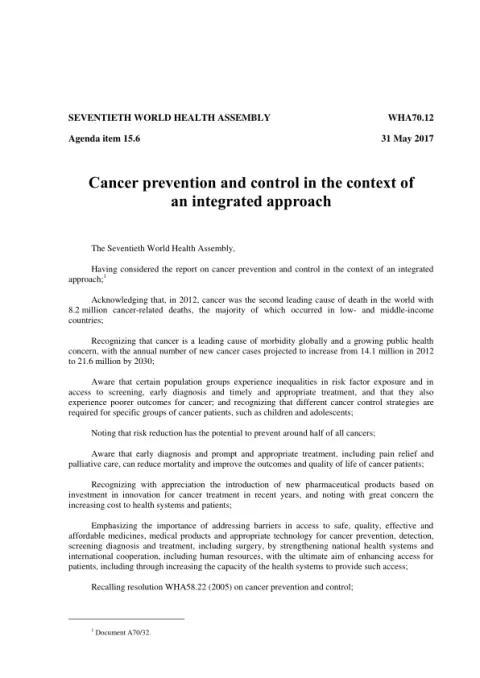 SEVENTIETH WORLD HEALTH ASSEMBLY WHA70.12
Agenda item 15.6 31 May 2017
Cancer prevention and control in the context of
an integrated approach
The Seventieth World Health Assembly,
Having considered the report on cancer prevention and control in the context of an integrated
approach;1
Acknowledging that, in 2012, cancer was the second leading cause of death in the world with
8.2 million cancer-related deaths, the majority of which occurred in low- and middle-income
countries;
Recognizing that cancer is a leading cause of morbidity globally and a growing public health
concern, with the annual number of new cancer cases projected to increase from 14.1 million in 2012
to 21.6 million by 2030;
Aware that certain population groups experience inequalities in risk factor exposure and in
access to screening, early diagnosis and timely and appropriate treatment, and that they also
experience poorer outcomes for cancer; and recognizing that different cancer control strategies are
required for specific groups of cancer patients, such as children and adolescents;
Noting that risk reduction has the potential to prevent around half of all cancers;
Aware that early diagnosis and prompt and appropriate treatment, including pain relief and
palliative care, can reduce mortality and improve the outcomes and quality of life of cancer patients;
Recognizing with appreciation the introduction of new pharmaceutical products based on
investment in innovation for cancer treatment in recent years, and noting with great concern the
increasing cost to health systems and patients;
Emphasizing the importance of addressing barriers in access to safe, quality, effective and
affordable medicines, medical products and appropriate technology for cancer prevention, detection,
screening diagnosis and treatment, including surgery, by strengthening national health systems and
international cooperation, including human resources, with the ultimate aim of enhancing access for
patients, including through increasing the capacity of the health systems to provide such access;
Recalling resolution WHA58.22 (2005) on cancer prevention and control;
1 Document A70/32.